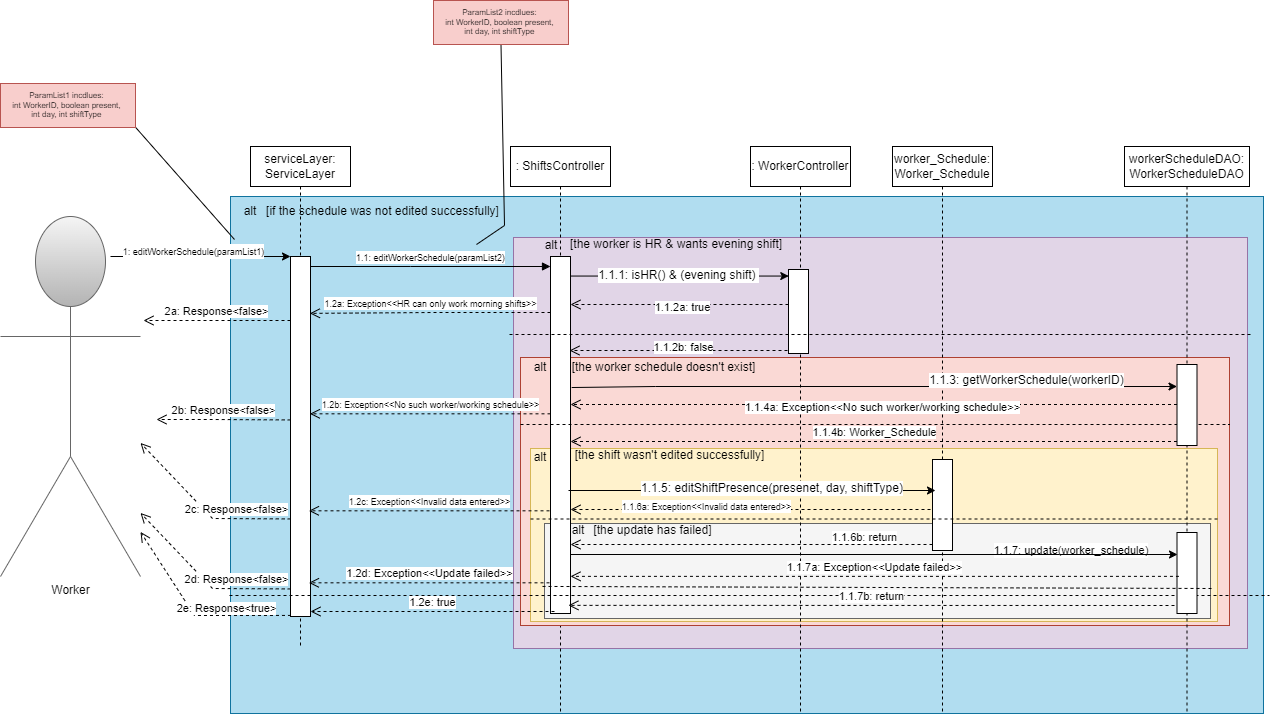 ParamList2 incdlues:
int WorkerID, boolean present,
int day, int shiftType
ParamList1 incdlues:
int WorkerID, boolean present,
int day, int shiftType
serviceLayer:
ServiceLayer
: ShiftsController
: WorkerController
worker_Schedule:
Worker_Schedule
workerScheduleDAO:
WorkerScheduleDAO
alt [if the schedule was not edited successfully]
alt [the worker is HR & wants evening shift]
1: editWorkerSchedule(paramList1)
1.1: editWorkerSchedule(paramList2)
1.1.1: isHR() & (evening shift)
1.2a: Exception<<HR can only work morning shifts>>
1.1.2a: true
2a: Response<false>
1.1.2b: false
alt [the worker schedule doesn't exist]
1.1.3: getWorkerSchedule(workerID)
1.2b: Exception<<No such worker/working schedule>>
1.1.4a: Exception<<No such worker/working schedule>>
2b: Response<false>
1.1.4b: Worker_Schedule
alt [the shift wasn't edited successfully]
1.1.5: editShiftPresence(presenet, day, shiftType)
1.2c: Exception<<Invalid data entered>>
1.1.6a: Exception<<Invalid data entered>>
2c: Response<false>
alt [the update has failed]
1.1.6b: return
1.1.7: update(worker_schedule)
1.2d: Exception<<Update failed>>
1.1.7a: Exception<<Update failed>>
2d: Response<false>
Worker
1.1.7b: return
1.2e: true
2e: Response<true>